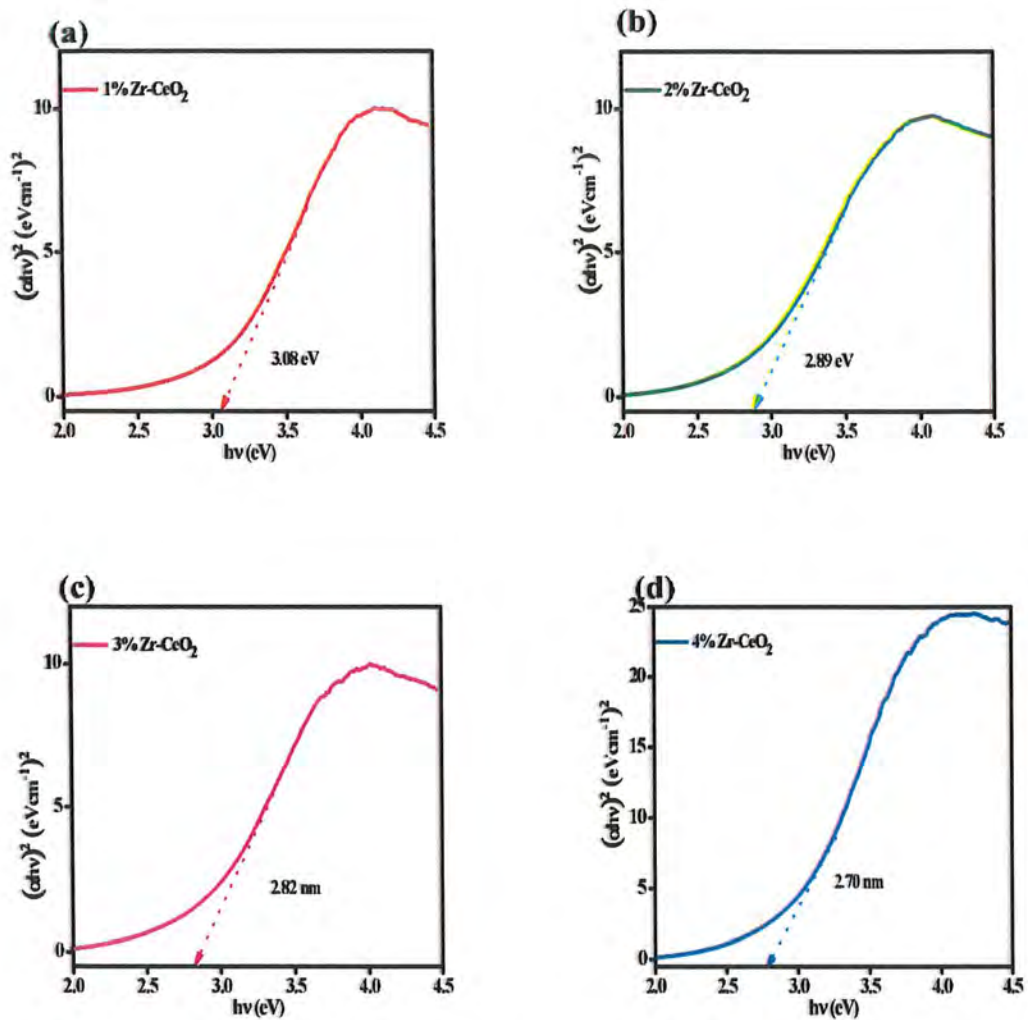 (a)
1% Zr-CeO₂
10
5
0
(αhν)² (eVcm⁻¹)²
3.08 eV
2.0 2.5 3.0 3.5 4.0 4.5
hν (eV)
(b)
2% Zr-CeO₂
10
5
0
(αhν)² (eVcm⁻¹)²
2.89 eV
2.0 2.5 3.0 3.5 4.0 4.5
hν (eV)
(c)
3% Zr-CeO₂
10
5
0
(αhν)² (eVcm⁻¹)²
2.82 nm
2.0 2.5 3.0 3.5 4.0 4.5
hν (eV)
(d)
4% Zr-CeO₂
25
20
15
10
5
0
(αhν)² (eVcm⁻¹)²
2.70 nm
2.0 2.5 3.0 3.5 4.0 4.5
hν (eV)